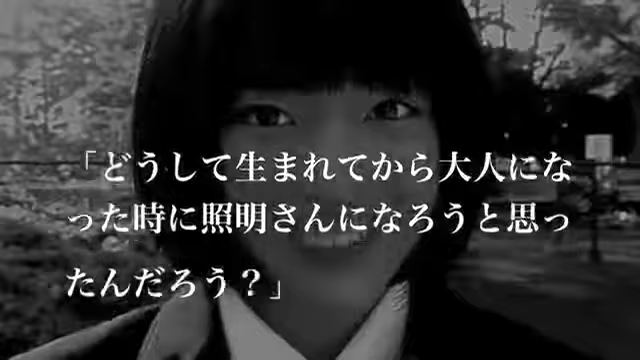 「どうして生まれてから大人にな
った時に照明さんになろうと思っ
たんだろう？」